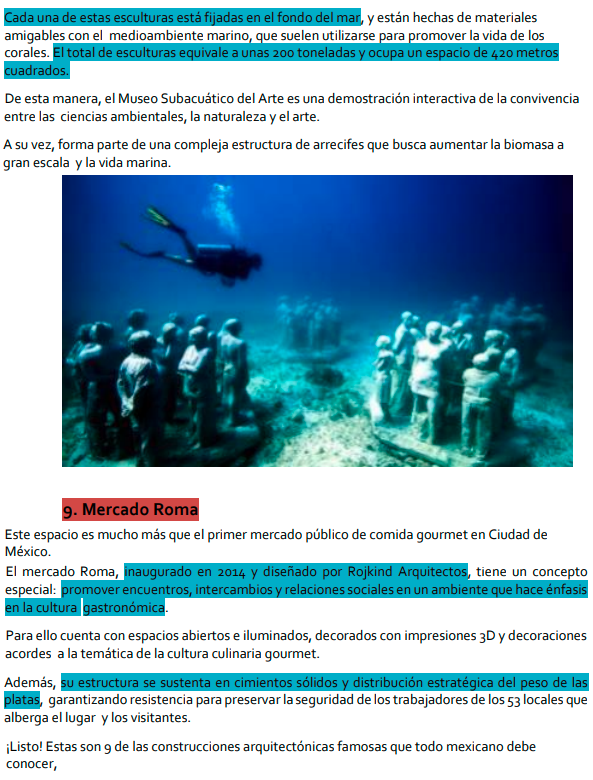 Cada una de estas esculturas está fijadas en el fondo del mar, y están hechas de materiales
amigables con el medioambiente marino, que suelen utilizarse para promover la vida de los
corales. El total de esculturas equivale a unas 200 toneladas y ocupa un espacio de 420 metros
cuadrados.
De esta manera, el Museo Subacuático del Arte es una demostración interactiva de la convivencia
entre las ciencias ambientales, la naturaleza y el arte.
A su vez, forma parte de una compleja estructura de arrecifes que busca aumentar la biomasa a
gran escala y la vida marina.
9. Mercado Roma
Este espacio es mucho más que el primer mercado público de comida gourmet en Ciudad de
México.
El mercado Roma, inaugurado en 2014 y diseñado por Rojkind Arquitectos, tiene un concepto
especial: promover encuentros, intercambios y relaciones sociales en un ambiente que hace énfasis
en la cultura gastronómica.
Para ello cuenta con espacios abiertos e iluminados, decorados con impresiones 3D y decoraciones
acordes a la temática de la cultura culinaria gourmet.
Además, su estructura se sustenta en cimientos sólidos y distribución estratégica del peso de las
platas, garantizando resistencia para preservar la seguridad de los trabajadores de los 53 locales que
alberga el lugar y los visitantes.
¡Listo! Estas son 9 de las construcciones arquitectónicas famosas que todo mexicano debe
conocer,